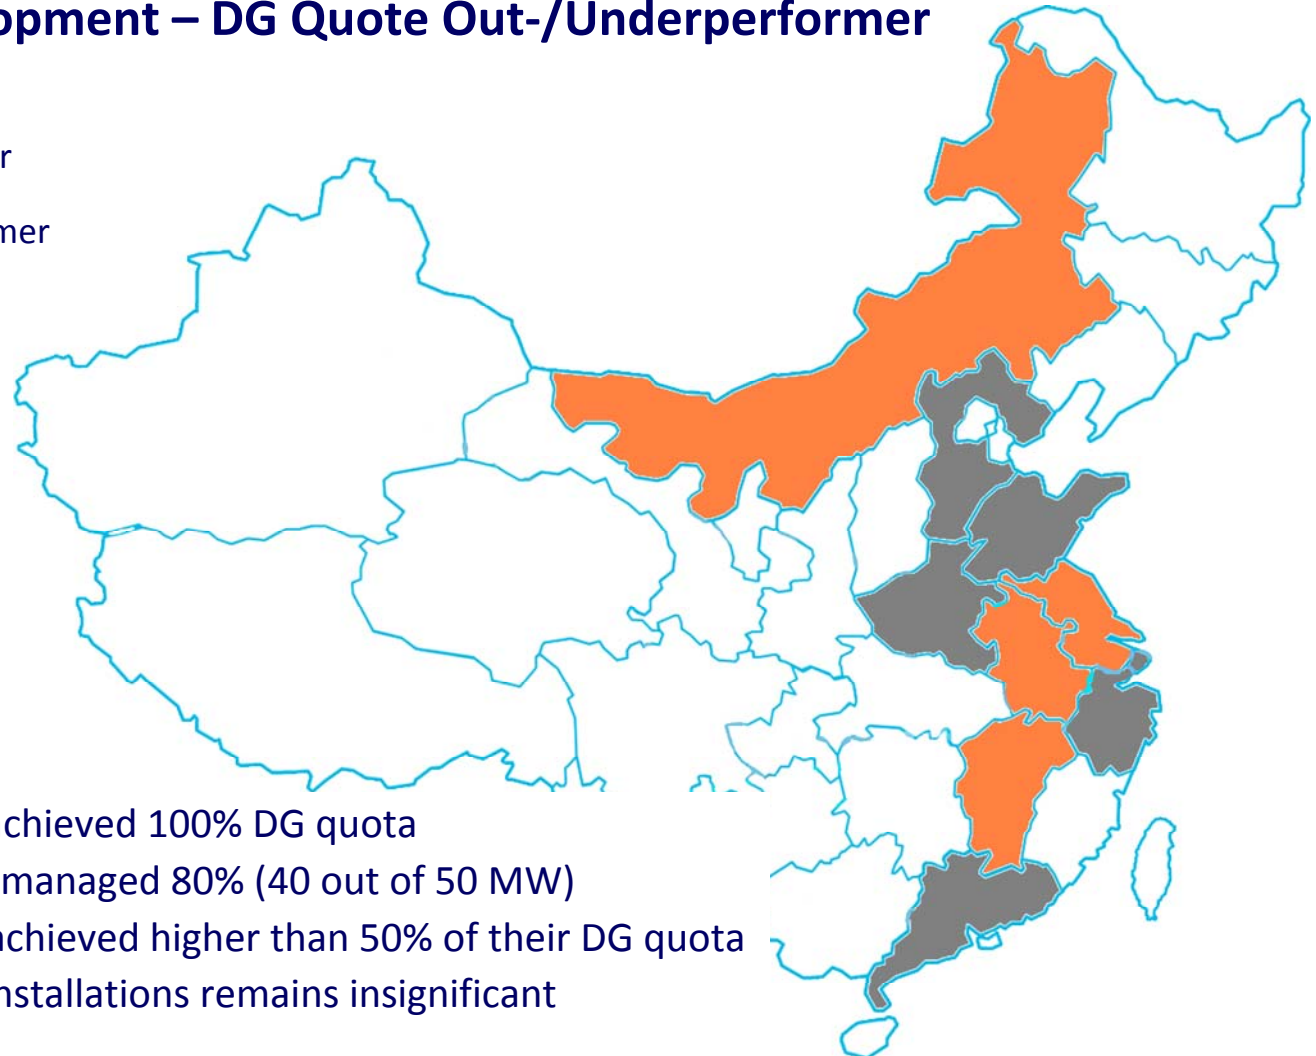 opment – DG Quote Out-/Underperformer
r
mer
chieved 100% DG quota
managed 80% (40 out of 50 MW)
achieved higher than 50% of their DG quota
nstallations remains insignificant